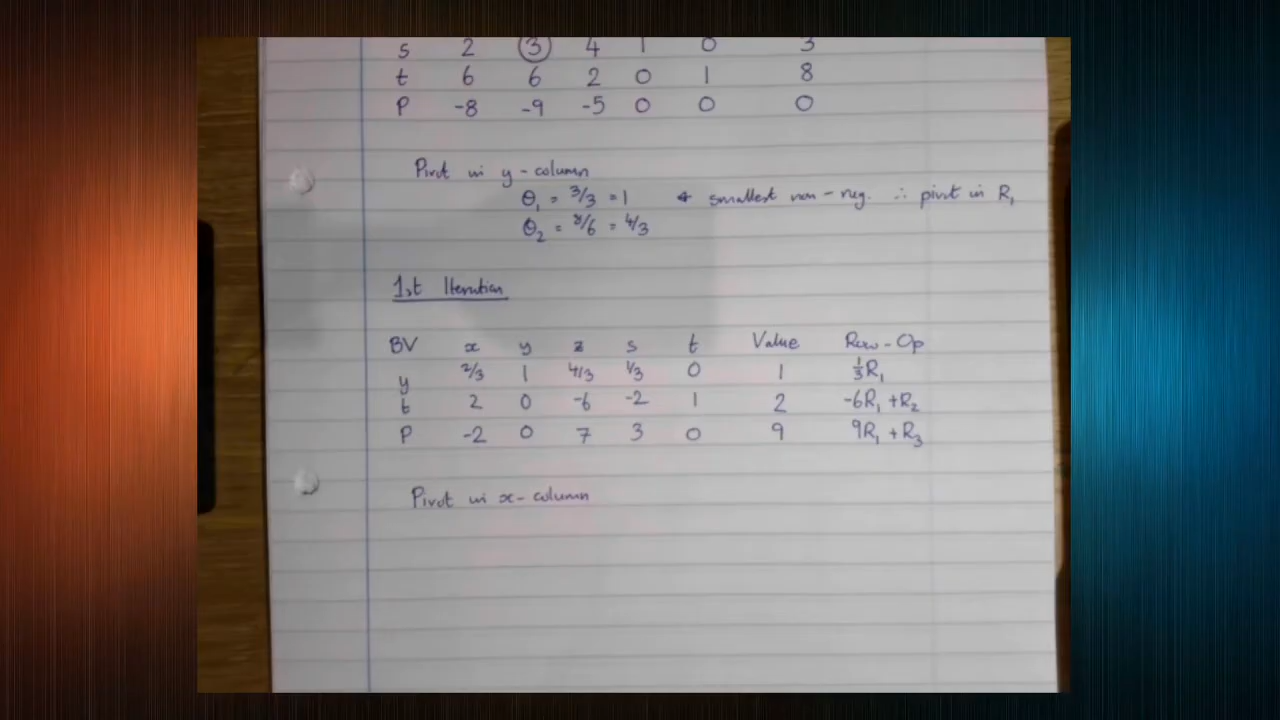 s 2 3 4 1 0 3
t 6 6 2 0 1 8
P -8 -9 -5 0 0 0
Pivot in y-column
θ₁ = 3/3 = 1 ← smallest non-neg. ∴ pivot in R₁
θ₂ = 8/6 = 4/3
1st Iteration
BV x y z s t Value Row-Op
y 2/3 1 4/3 1/3 0 1 1/3R₁
t 2 0 -6 -2 1 2 -6R₁ +R₂
P -2 0 7 3 0 9 9R₁ +R₃
Pivot in x-column